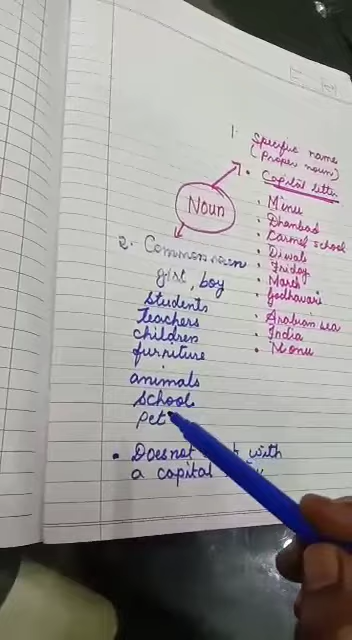 1. Specific name
(Proper noun)
• Capital letter
Noun
• Minu
• Dhanbad
• Carmel school
• Diwali
• Friday
• March
• Godhavari
• Arabian sea
India
• Monu
2. Common noun
girl, boy
students
Teachers
children
furniture
animals
School
Pet
• Does not with
a capital